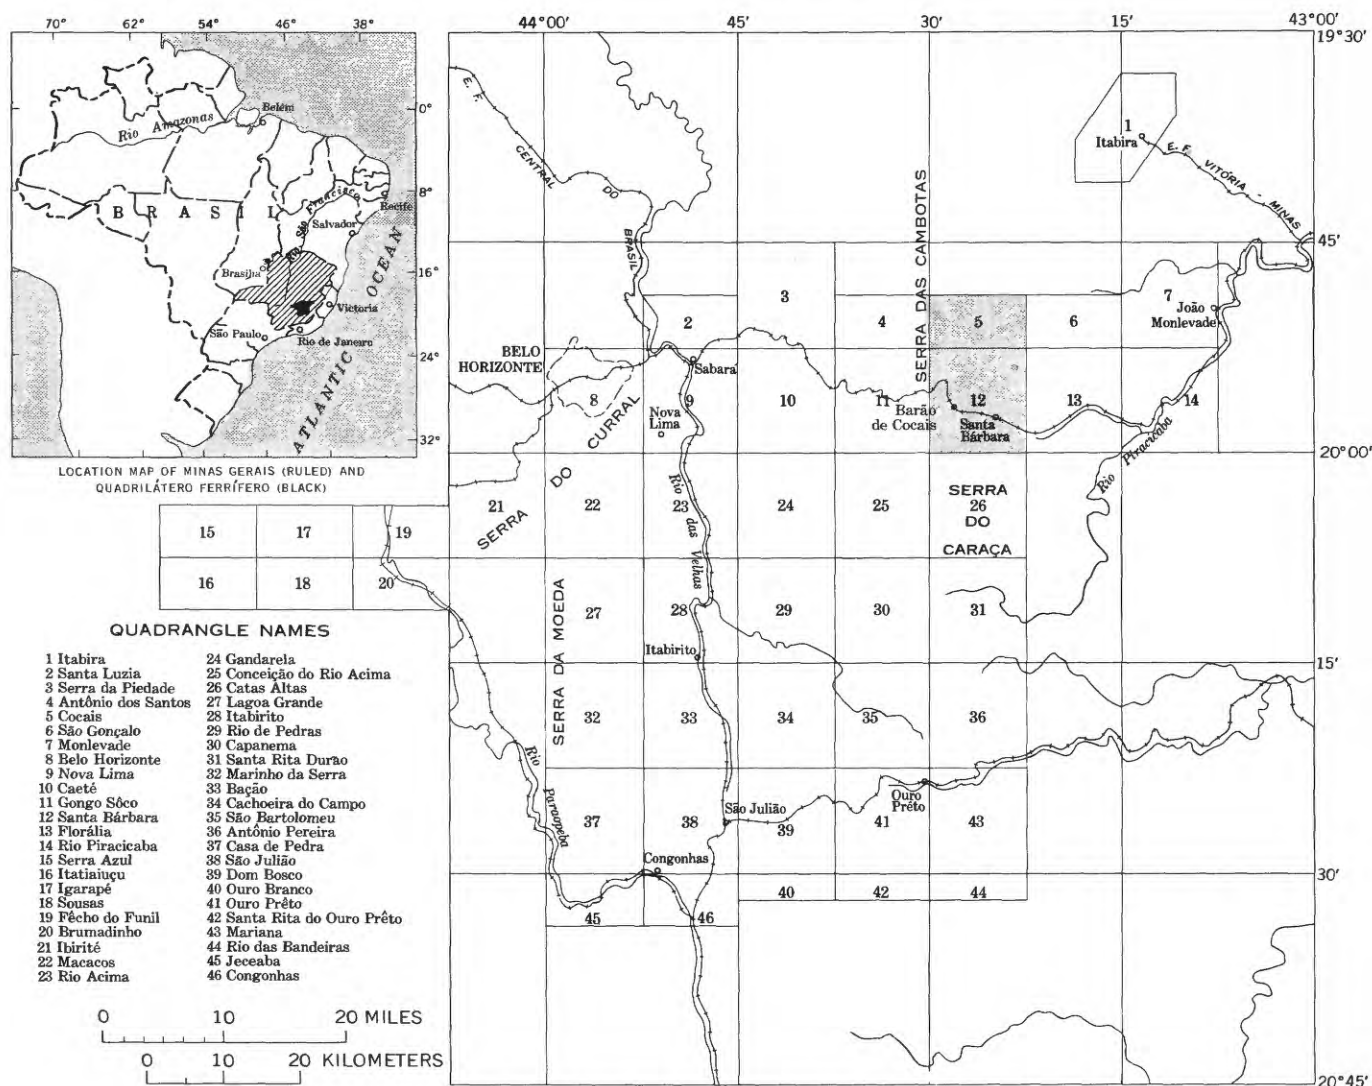 70° 62° 54° 46° 38°
0°
8°
16°
24°
32°
Belém
Rio Amazonas
BRASIL
Rio São Francisco
Recife
Salvador
Brasilia
Victoria
São Paulo
Rio de Janeiro
ATLANTIC OCEAN
LOCATION MAP OF MINAS GERAIS (RULED) AND
QUADRILÁTERO FERRÍFERO (BLACK)
44°00' 45' 30' 15' 43°00'
19°30'
45'
20°00'
15'
30'
20°45'
E. F. CENTRAL DO BRASIL
SERRA DAS CAMBOTAS
1
Itabira
E. F. VITÓRIA - MINAS
3
2
4
5
6
7
João
Monlevade
BELO
HORIZONTE
Sabara
8
9
Nova
Lima
10
11
Barão
de Cocais
12
Santa
Bárbara
13
14
Rio Piracicaba
SERRA DO CURRAL
21
22
23
Rio das Velhas
24
25
SERRA
26
DO
CARAÇA
15
17
19
16
18
20
SERRA DA MOEDA
27
28
29
30
31
Itabirito
32
33
34
35
36
Rio Paraopeba
São Julião
Ouro
Prêto
37
38
39
41
43
Congonhas
40
42
44
45
46
QUADRANGLE NAMES
1 Itabira
2 Santa Luzia
3 Serra da Piedade
4 Antônio dos Santos
5 Cocais
6 São Gonçalo
7 Monlevade
8 Belo Horizonte
9 Nova Lima
10 Caeté
11 Gongo Sôco
12 Santa Bárbara
13 Florália
14 Rio Piracicaba
15 Serra Azul
16 Itatiaiuçu
17 Igarapé
18 Sousas
19 Fêcho do Funil
20 Brumadinho
21 Ibirité
22 Macacos
23 Rio Acima
24 Gandarela
25 Conceição do Rio Acima
26 Catas Altas
27 Lagoa Grande
28 Itabirito
29 Rio de Pedras
30 Capanema
31 Santa Rita Durão
32 Marinho da Serra
33 Bação
34 Cachoeira do Campo
35 São Bartolomeu
36 Antônio Pereira
37 Casa de Pedra
38 São Julião
39 Dom Bosco
40 Ouro Branco
41 Ouro Prêto
42 Santa Rita do Ouro Prêto
43 Mariana
44 Rio das Bandeiras
45 Jeceaba
46 Congonhas
0 10 20 MILES
0 10 20 KILOMETERS